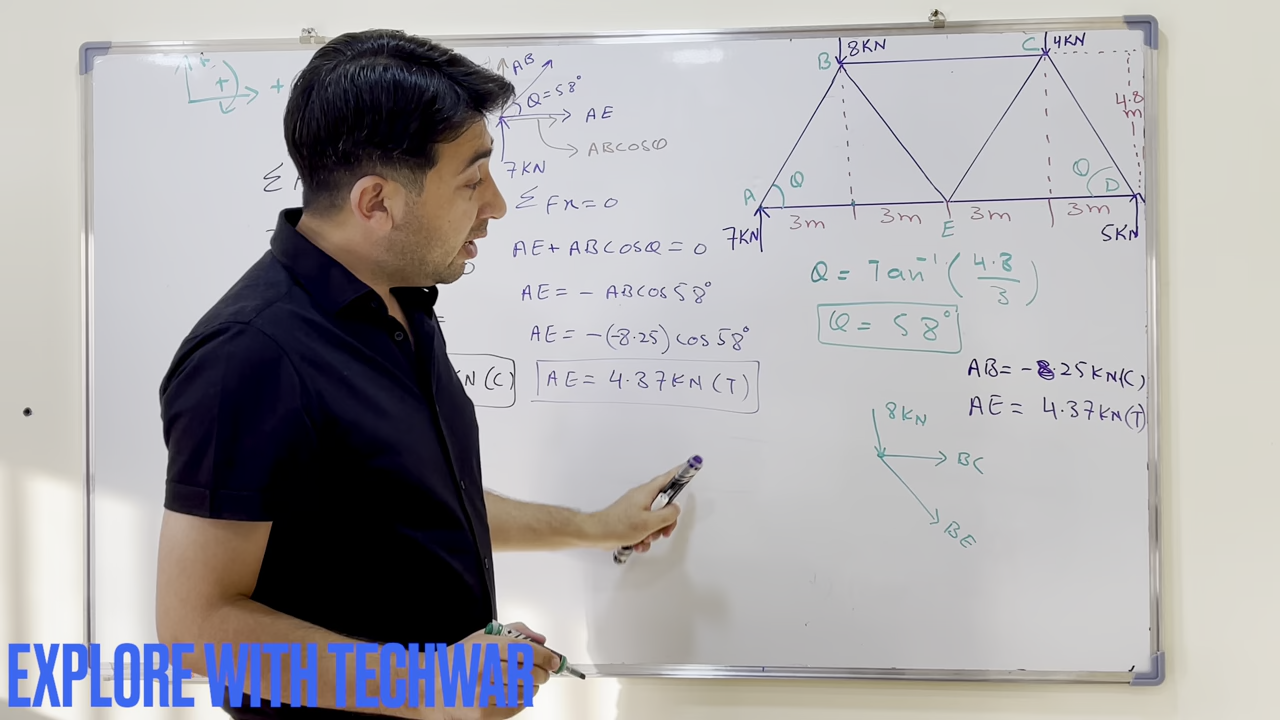 +
+
AB
Q=58°
AE
ABCOSQ
7KN
Σ
Σ Fx=0
AE+ABCOSQ=0
AE=-ABCOS58°
AE=-(-8.25)COS58°
N(C)
AE=4.37KN(T)
B
8KN
C
4KN
4.8
m
A
Q
Q
D
3m
3m
3m
3m
7KN
E
5KN
Q=Tan⁻¹(4.8/3)
Q=58°
AB=-8.25KN(C)
AE=4.37KN(T)
8KN
BC
BE
EXPLORE WITH TECHWAR